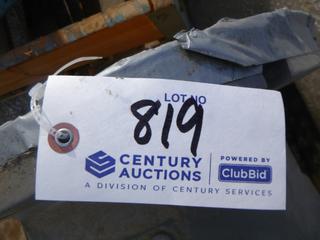 LOT NO
819
CENTURY
AUCTIONS
POWERED BY
ClubBid
A DIVISION OF CENTURY SERVICES